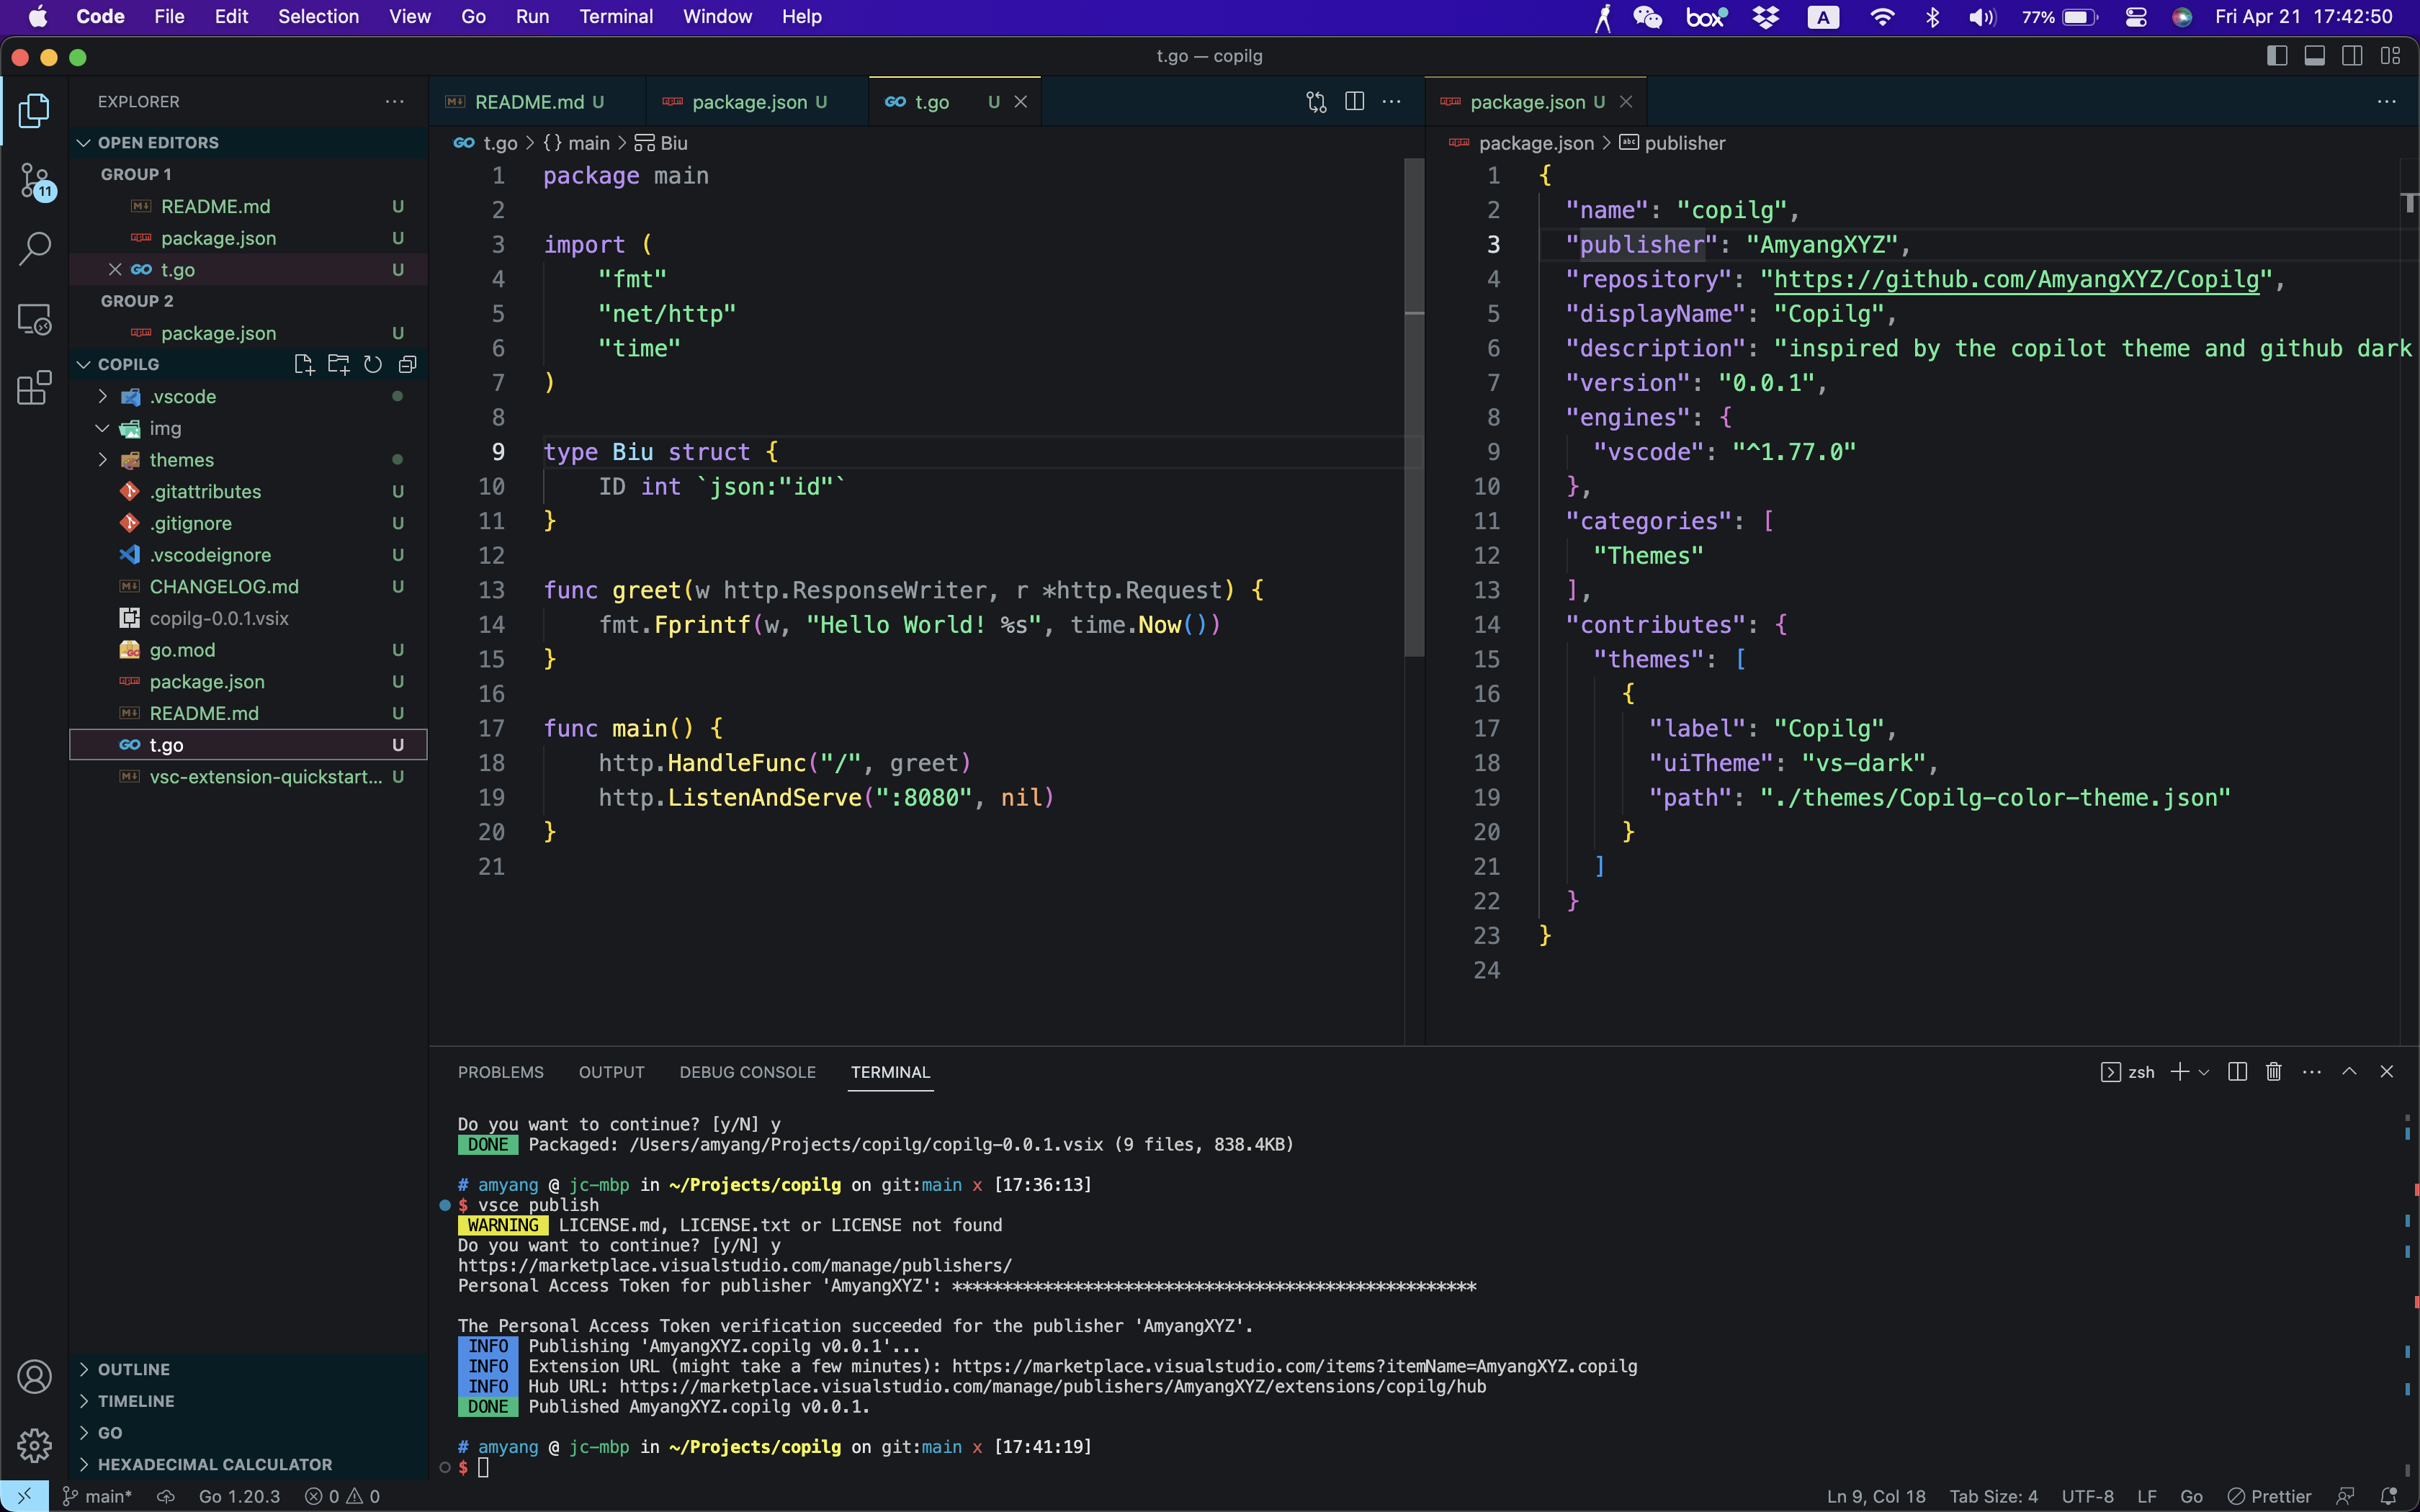 Code File Edit Selection View Go Run Terminal Window Help box A 77% Fri Apr 21 17:42:50
t.go — copilg
EXPLORER
OPEN EDITORS
GROUP 1
README.md U
package.json U
t.go U
GROUP 2
package.json U
COPILG
.vscode
img
themes
.gitattributes U
.gitignore U
.vscodeignore U
CHANGELOG.md U
copilg-0.0.1.vsix
go.mod U
package.json U
README.md U
t.go U
vsc-extension-quickstart... U
OUTLINE
TIMELINE
GO
HEXADECIMAL CALCULATOR
11
README.md U package.json U t.go U
t.go > {} main > Biu
1 package main
2
3 import (
4 "fmt"
5 "net/http"
6 "time"
7 )
8
9 type Biu struct {
10 ID int `json:"id"`
11 }
12
13 func greet(w http.ResponseWriter, r *http.Request) {
14 fmt.Fprintf(w, "Hello World! %s", time.Now())
15 }
16
17 func main() {
18 http.HandleFunc("/", greet)
19 http.ListenAndServe(":8080", nil)
20 }
21
package.json U
package.json > abc publisher
1 {
2 "name": "copilg",
3 "publisher": "AmyangXYZ",
4 "repository": "https://github.com/AmyangXYZ/Copilg",
5 "displayName": "Copilg",
6 "description": "inspired by the copilot theme and github dark
7 "version": "0.0.1",
8 "engines": {
9 "vscode": "^1.77.0"
10 },
11 "categories": [
12 "Themes"
13 ],
14 "contributes": {
15 "themes": [
16 {
17 "label": "Copilg",
18 "uiTheme": "vs-dark",
19 "path": "./themes/Copilg-color-theme.json"
20 }
21 ]
22 }
23 }
24
PROBLEMS OUTPUT DEBUG CONSOLE TERMINAL zsh
Do you want to continue? [y/N] y
DONE Packaged: /Users/amyang/Projects/copilg/copilg-0.0.1.vsix (9 files, 838.4KB)
# amyang @ jc-mbp in ~/Projects/copilg on git:main x [17:36:13]
$ vsce publish
WARNING LICENSE.md, LICENSE.txt or LICENSE not found
Do you want to continue? [y/N] y
https://marketplace.visualstudio.com/manage/publishers/
Personal Access Token for publisher 'AmyangXYZ': ****************************************************
The Personal Access Token verification succeeded for the publisher 'AmyangXYZ'.
INFO Publishing 'AmyangXYZ.copilg v0.0.1'...
INFO Extension URL (might take a few minutes): https://marketplace.visualstudio.com/items?itemName=AmyangXYZ.copilg
INFO Hub URL: https://marketplace.visualstudio.com/manage/publishers/AmyangXYZ/extensions/copilg/hub
DONE Published AmyangXYZ.copilg v0.0.1.
# amyang @ jc-mbp in ~/Projects/copilg on git:main x [17:41:19]
$
main* Go 1.20.3 0 0 Ln 9, Col 18 Tab Size: 4 UTF-8 LF Go Prettier